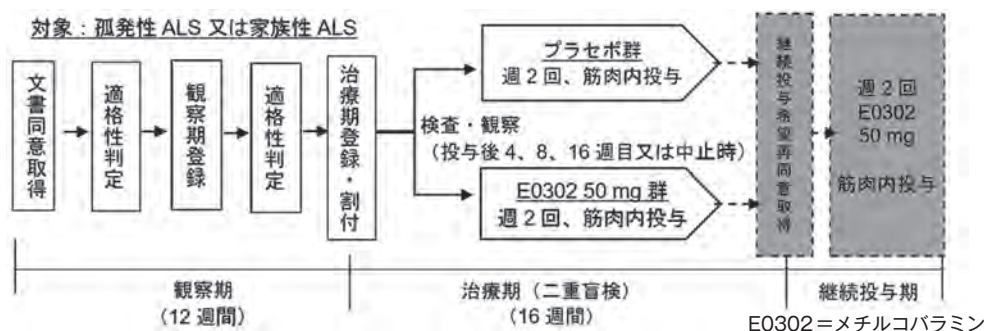 対象：孤発性 ALS 又は家族性 ALS
文書同意取得
適格性判定
観察期登録
適格性判定
治療期登録・割付
プラセボ群
週 2 回、筋肉内投与
検査・観察
（投与後 4、8、16 週目又は中止時）
E0302 50 mg 群
週 2 回、筋肉内投与
継続投与希望再同意取得
週 2 回
E0302
50 mg
筋肉内投与
観察期
（12 週間）
治療期（二重盲検）
（16 週間）
継続投与期
E0302＝メチルコバラミン